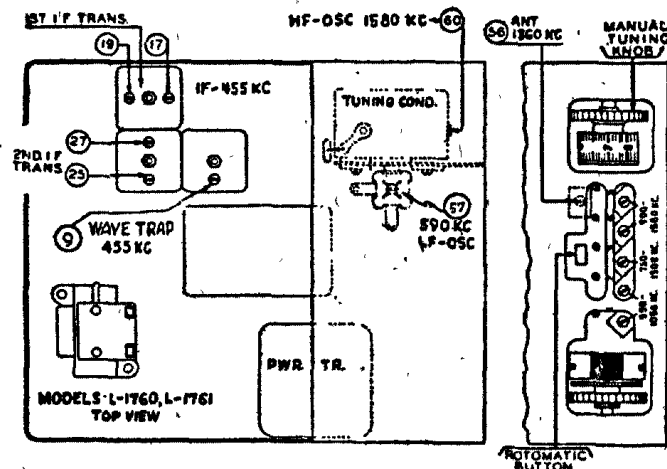 1ST I'F TRANS.
19
17
IF-455 KC
27
2ND. I F
TRANS.
25
9
WAVE TRAP
455 KC
HF-OSC 1580 KC
60
TUNING COND.
57
590 KC
LF-OSC
PWR. TR.
MODELS-L-1760, L-1761
TOP VIEW
56
ANT
1360 KC
MANUAL
TUNING
KNOB
ROTOMATIC
BUTTON